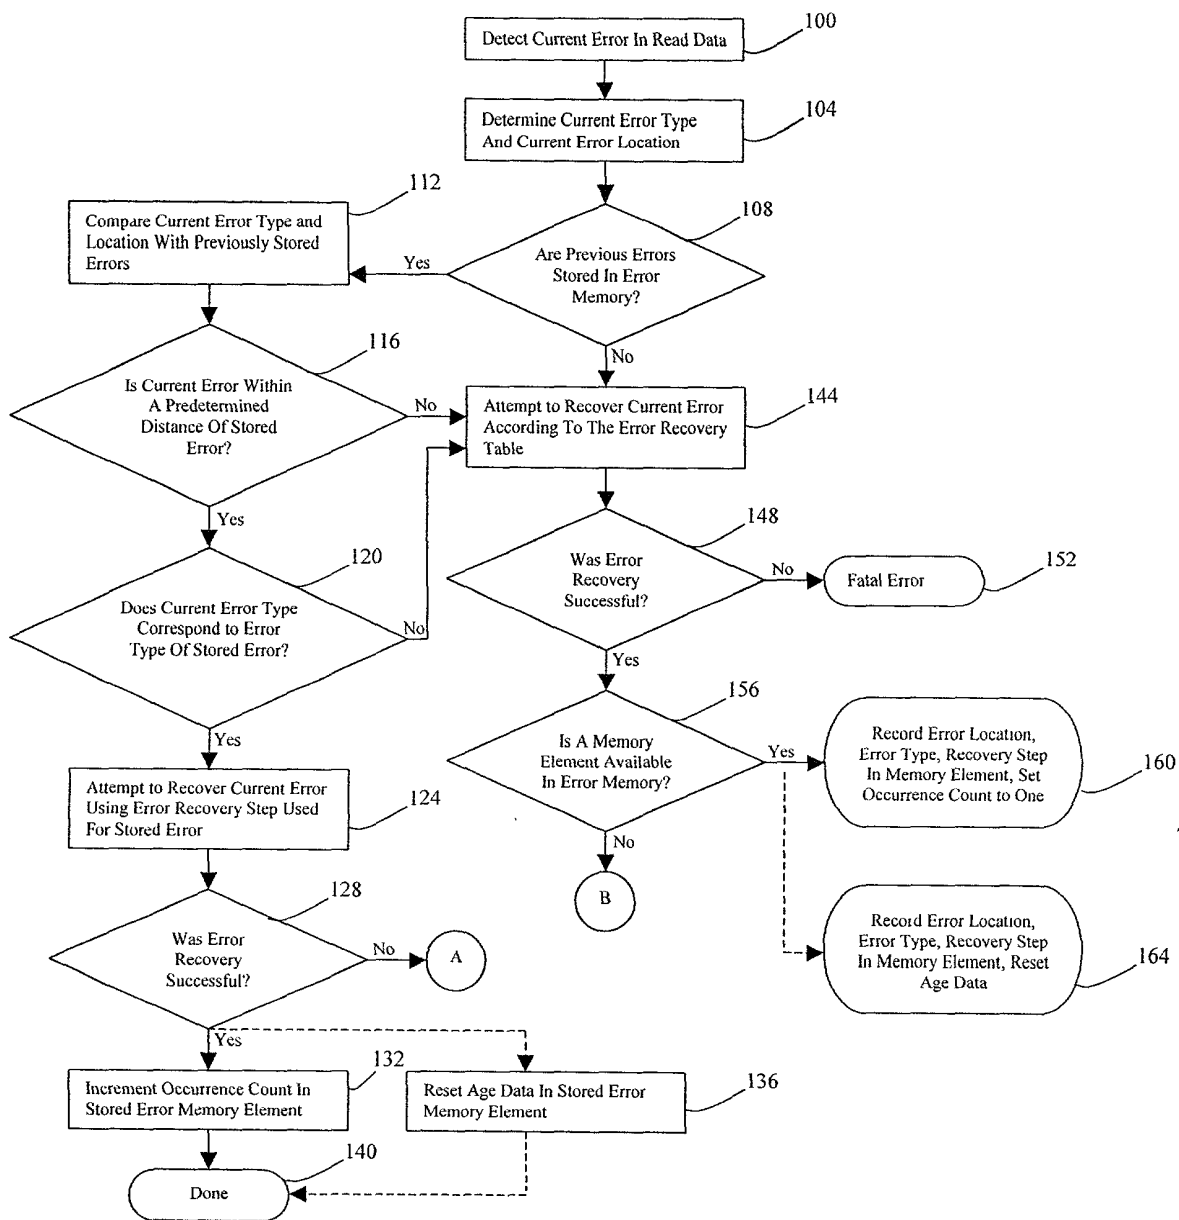 100
Detect Current Error In Read Data
104
Determine Current Error Type
And Current Error Location
112
Compare Current Error Type and
Location With Previously Stored
Errors
108
Are Previous Errors
Stored In Error
Memory?
Yes
No
116
Is Current Error Within
A Predetermined
Distance Of Stored
Error?
No
Yes
144
Attempt to Recover Current Error
According To The Error Recovery
Table
120
Does Current Error Type
Correspond to Error
Type Of Stored Error?
No
Yes
148
Was Error
Recovery
Successful?
No
Yes
152
Fatal Error
156
Is A Memory
Element Available
In Error Memory?
Yes
No
B
160
Record Error Location,
Error Type, Recovery Step
In Memory Element, Set
Occurrence Count to One
164
Record Error Location,
Error Type, Recovery Step
In Memory Element, Reset
Age Data
124
Attempt to Recover Current Error
Using Error Recovery Step Used
For Stored Error
128
Was Error
Recovery
Successful?
No
A
Yes
132
Increment Occurrence Count In
Stored Error Memory Element
136
Reset Age Data In Stored Error
Memory Element
140
Done